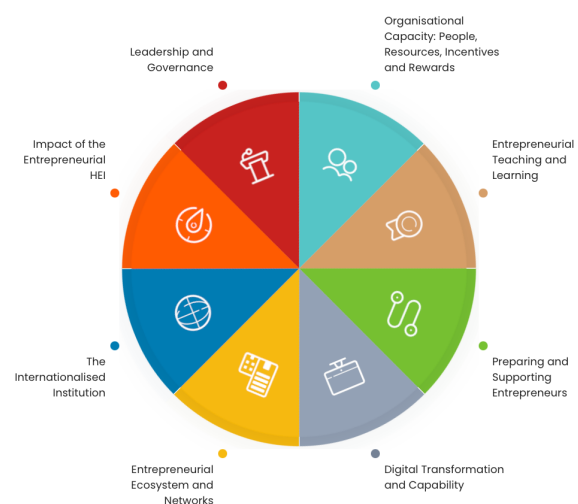 Organisational
Capacity: People,
Resources, Incentives
and Rewards
Leadership and
Governance
Impact of the
Entrepreneurial
HEI
Entrepreneurial
Teaching and
Learning
The
Internationalised
Institution
Preparing and
Supporting
Entrepreneurs
Entrepreneurial
Ecosystem and
Networks
Digital Transformation
and Capability